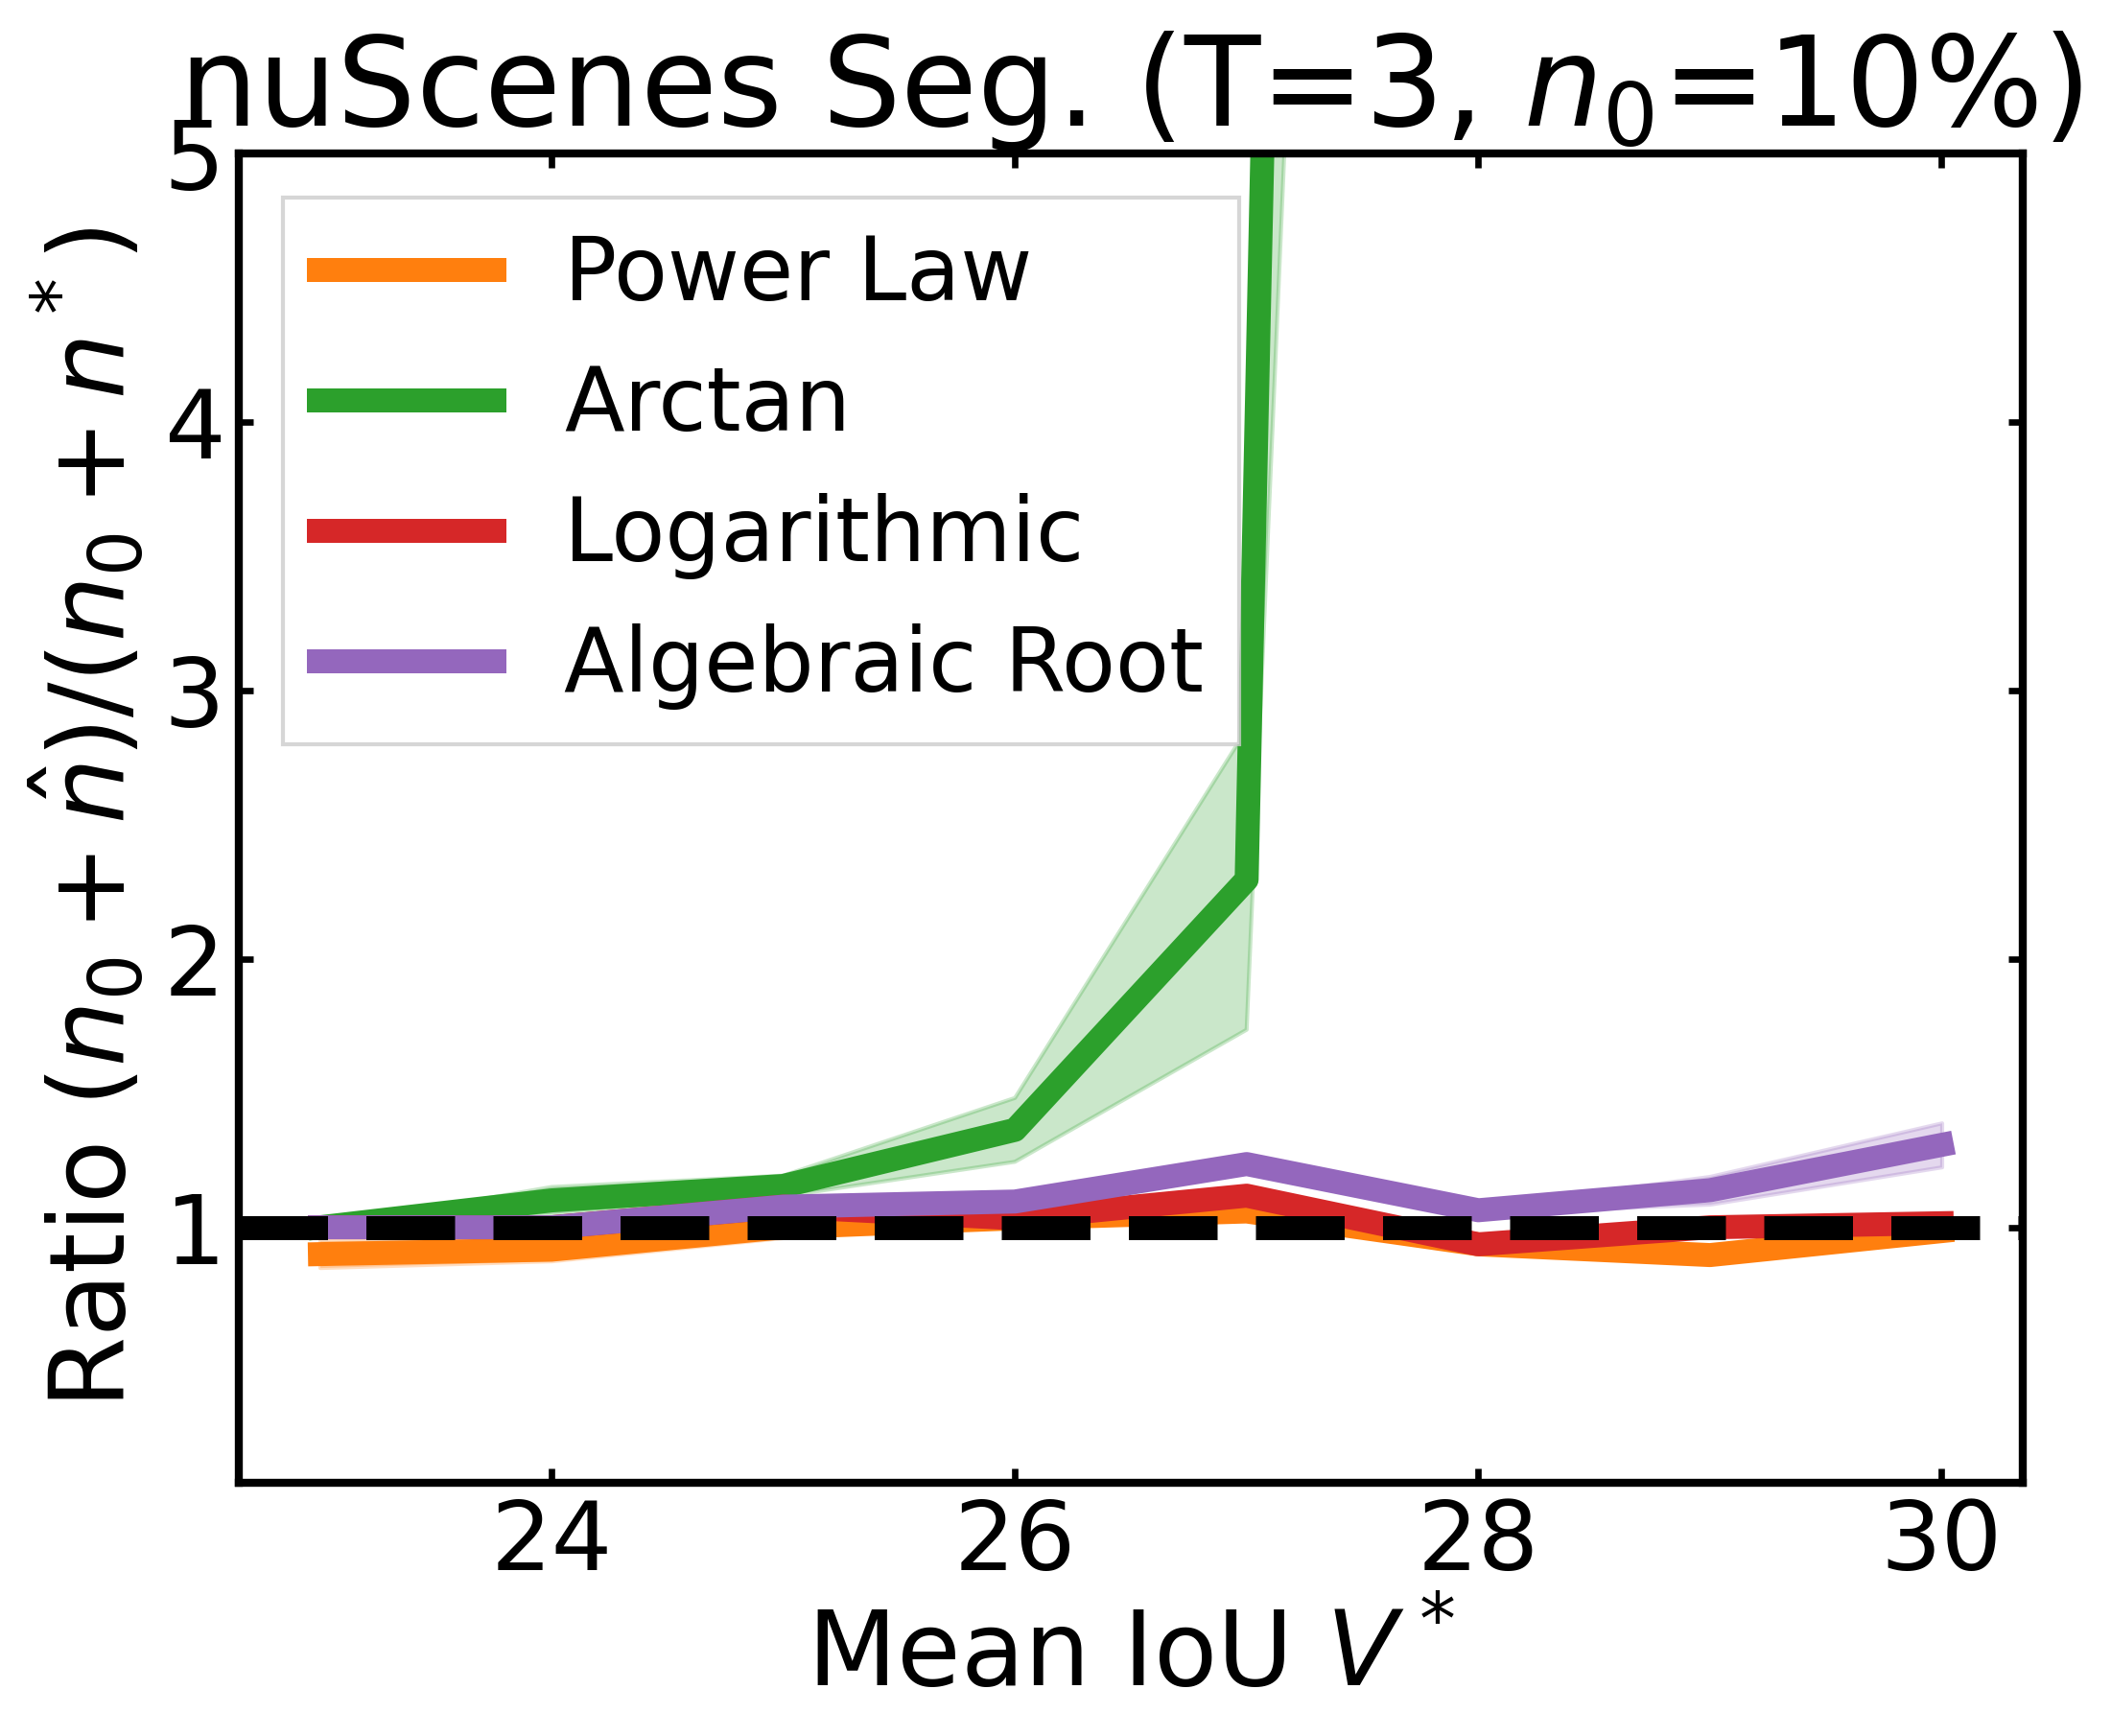 nuScenes Seg. (T=3, n₀=10%)
Ratio (n₀ + n̂)/(n₀ + n*)
5
4
3
2
1
Power Law
Arctan
Logarithmic
Algebraic Root
24 26 28 30
Mean IoU V*